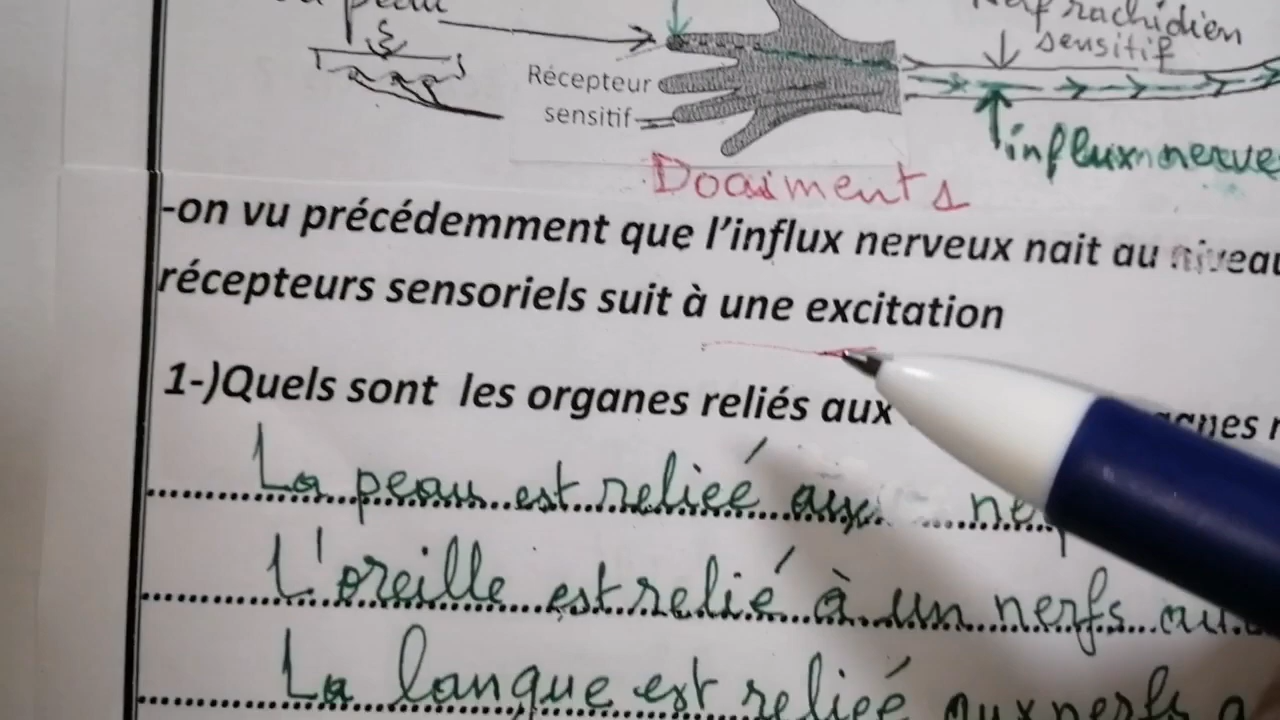 peau
rachidien
sensitif
Récepteur
sensitif
influx nerve
Documents
-on vu précédemment que l'influx nerveux nait au niveau
récepteurs sensoriels suit à une excitation
1-)Quels sont les organes reliés aux
La peau est reliée aux
L'oreille est relié à un nerfs
La langue est reliée aux nerfs